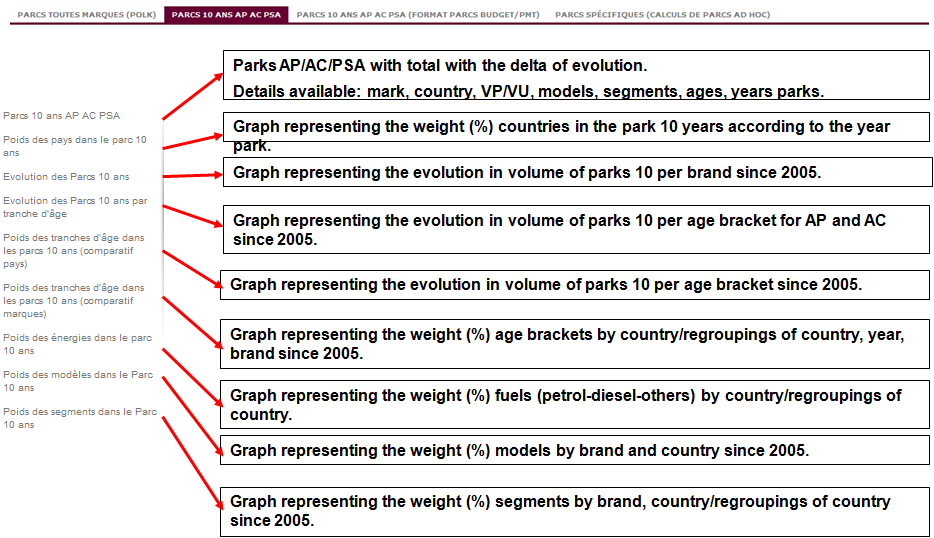 PARCS TOUTES MARQUES (POLK) PARCS 10 ANS AP AC PSA PARCS 10 ANS AP AC PSA (FORMAT PARCS BUDGET/PMT) PARCS SPÉCIFIQUES (CALCULS DE PARCS AD HOC)
Parcs 10 ans AP AC PSA
Poids des pays dans le parc 10
ans
Evolution des Parcs 10 ans
Evolution des Parcs 10 ans par
tranche d'âge
Poids des tranches d'âge dans
les parcs 10 ans (comparatif
pays)
Poids des tranches d'âge dans
les parcs 10 ans (comparatif
marques)
Poids des énergies dans le parc
10 ans
Poids des modèles dans le Parc
10 ans
Poids des segments dans le Parc
10 ans
Parks AP/AC/PSA with total with the delta of evolution.
Details available: mark, country, VP/VU, models, segments, ages, years parks.
Graph representing the weight (%) countries in the park 10 years according to the year
park.
Graph representing the evolution in volume of parks 10 per brand since 2005.
Graph representing the evolution in volume of parks 10 per age bracket for AP and AC
since 2005.
Graph representing the evolution in volume of parks 10 per age bracket since 2005.
Graph representing the weight (%) age brackets by country/regroupings of country, year,
brand since 2005.
Graph representing the weight (%) fuels (petrol-diesel-others) by country/regroupings of
country.
Graph representing the weight (%) models by brand and country since 2005.
Graph representing the weight (%) segments by brand, country/regroupings of country
since 2005.